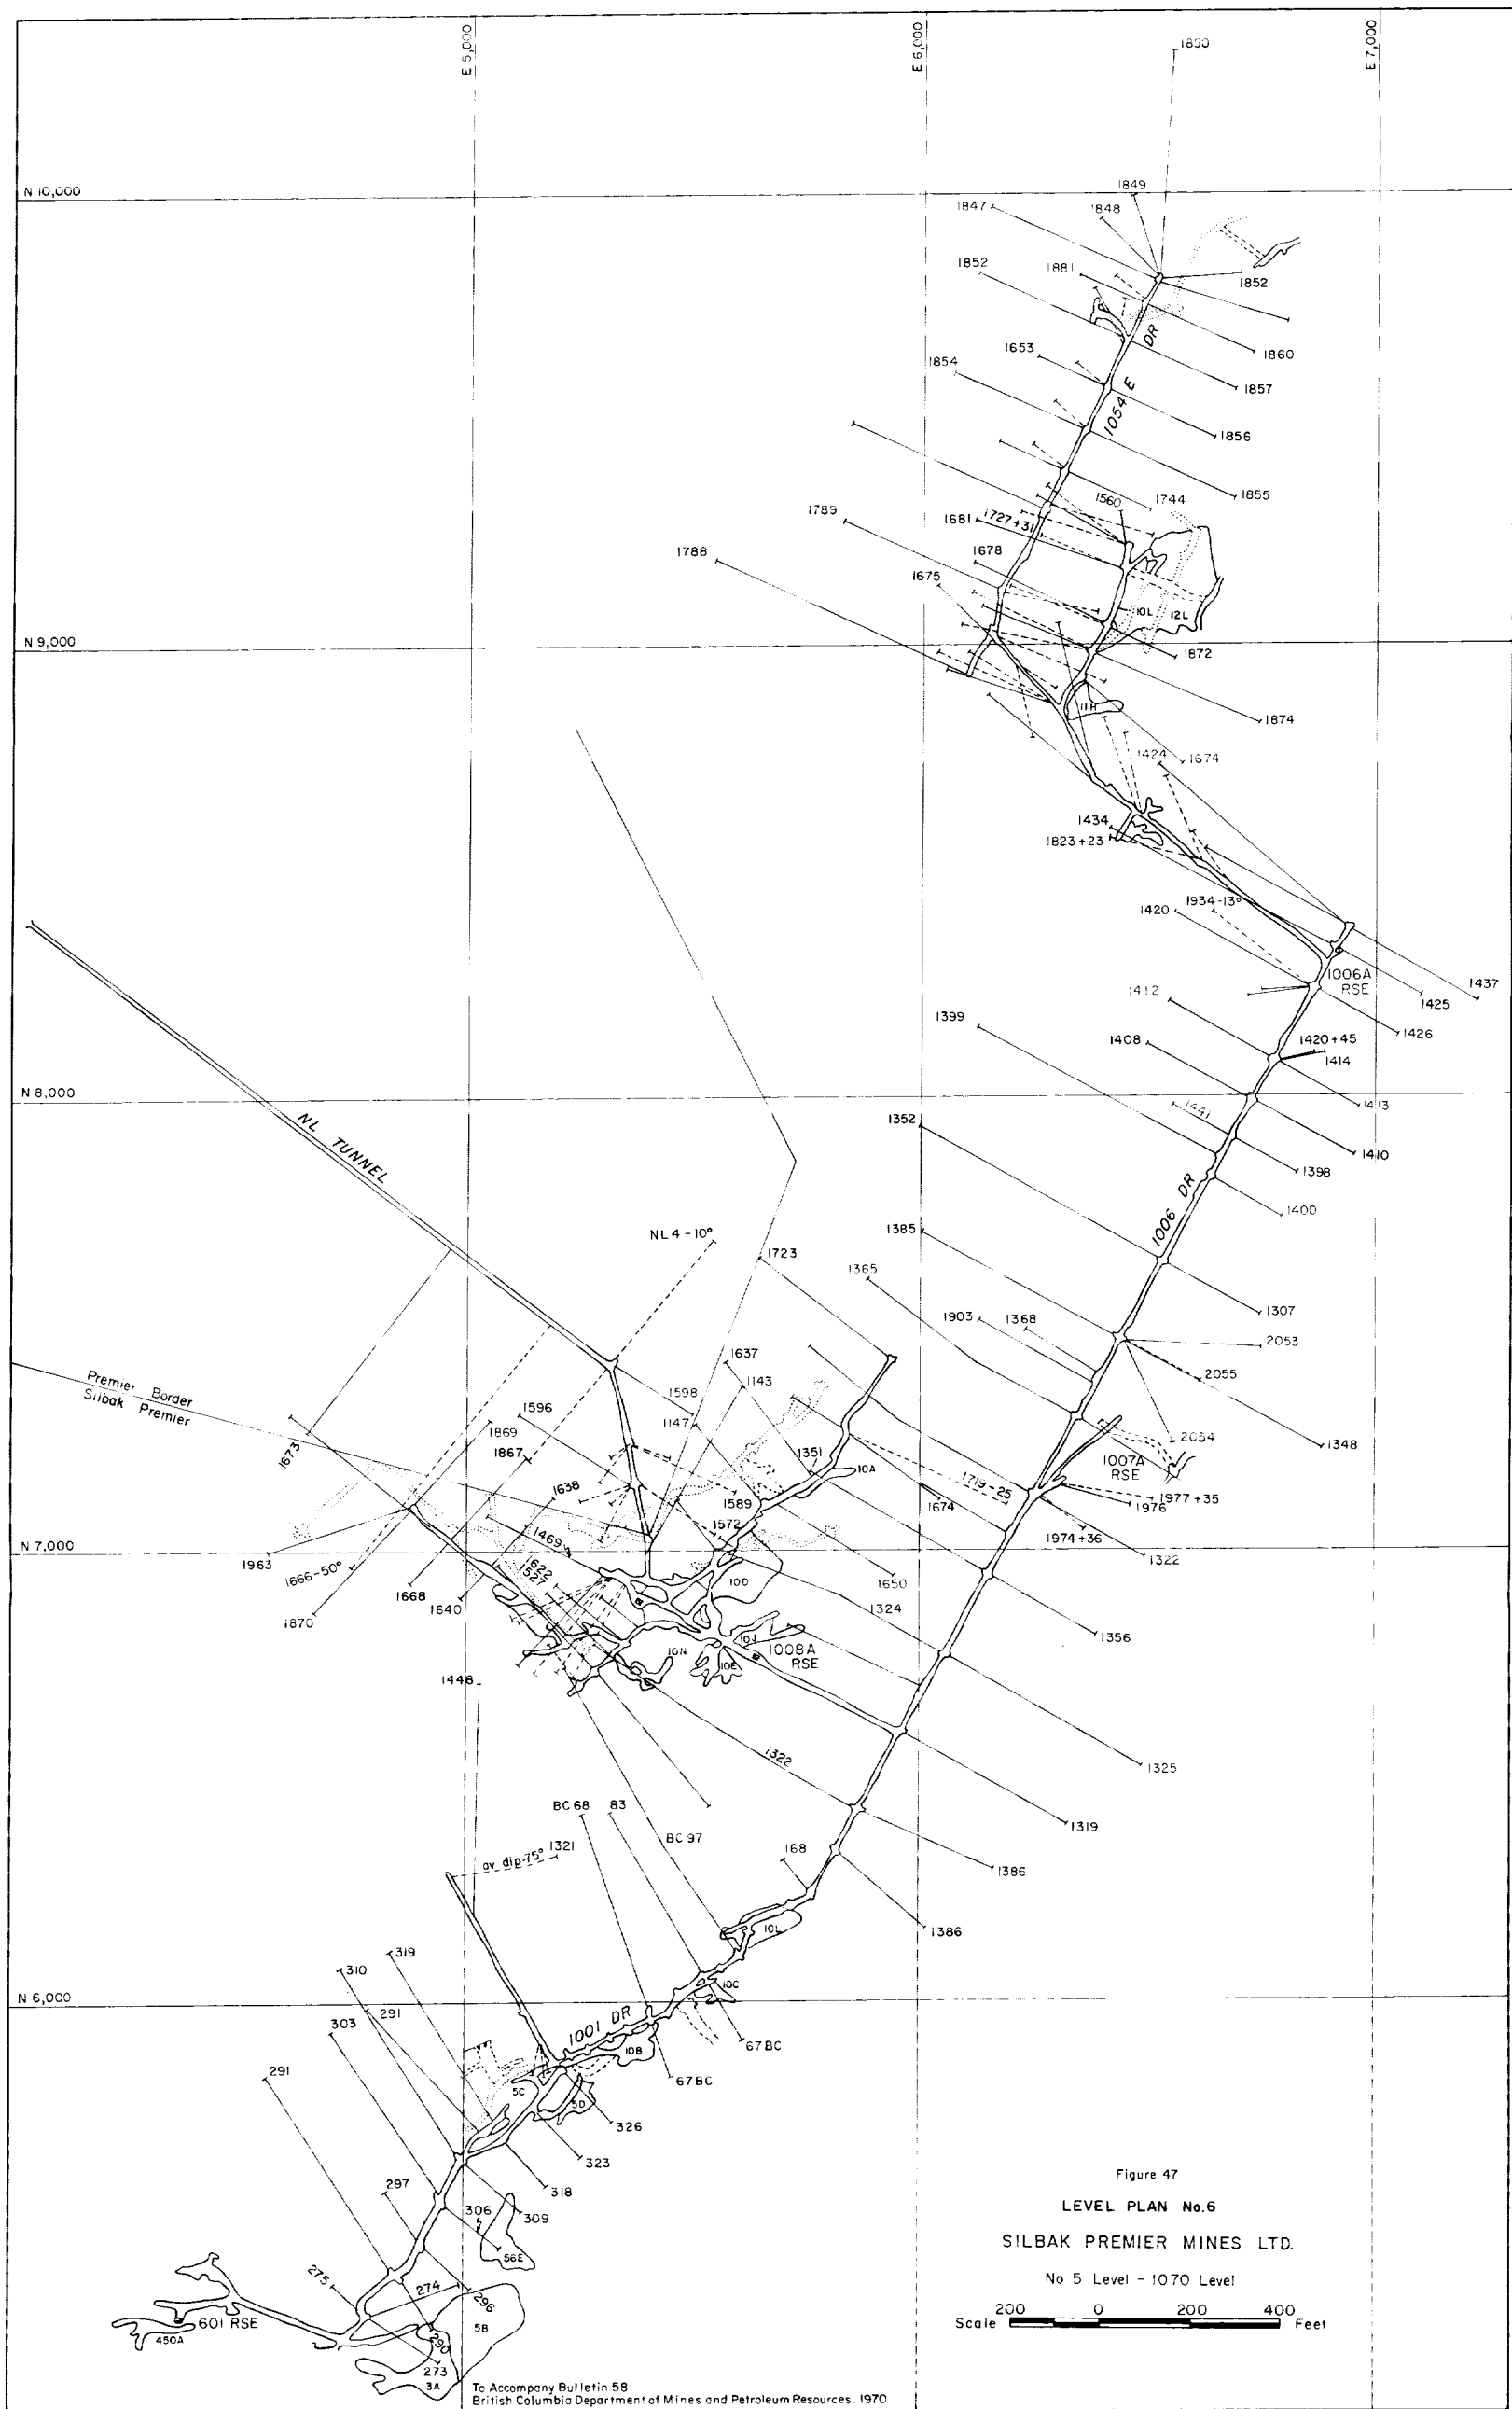 E 5,000
E 6,000
E 7,000
1850
N 10,000
1849
1847
1848
1852
1881
1852
DR
1860
1653
1854
1857
1054 E
1856
1855
1560
1744
1789
1681
1727+31
1678
1788
1675
10L
12L
N 9,000
1872
11H
1874
1424
1674
1434
1823+23
1934-13°
1420
1006A
RSE
1437
1425
1412
1399
1426
1408
1420+45
1414
N 8,000
1413
1441
NL TUNNEL
1352
1410
1398
1006 DR
1400
1385
NL4-10°
1723
1365
1307
1903
1368
2053
1637
Premier Border
Silbak Premier
1143
2055
1598
1596
1147
1869
2054
1348
1673
1867
1351
10A
1007A
RSE
1638
1719-25
1589
1674
1977+35
1976
1572
1469
1974+36
N 7,000
1963
1322
1666-50°
1622
1527
1650
1668
10D
1640
1324
1870
1356
10J
1008A
RSE
10N
10E
1448
1322
1325
BC 68
83
1319
BC 97
168
av. dip-75°
1321
1386
10L
1386
319
310
10C
N 6,000
291
1001 DR
303
67BC
10B
291
67BC
5C
5D
326
323
Figure 47
297
318
LEVEL PLAN No.6
306
309
SILBAK PREMIER MINES LTD.
56E
No 5 Level - 1070 Level
275
274
296
200
0
200
400
Scale
Feet
601 RSE
5B
450A
290
273
3A
To Accompany Bulletin 58
British Columbia Department of Mines and Petroleum Resources. 1970